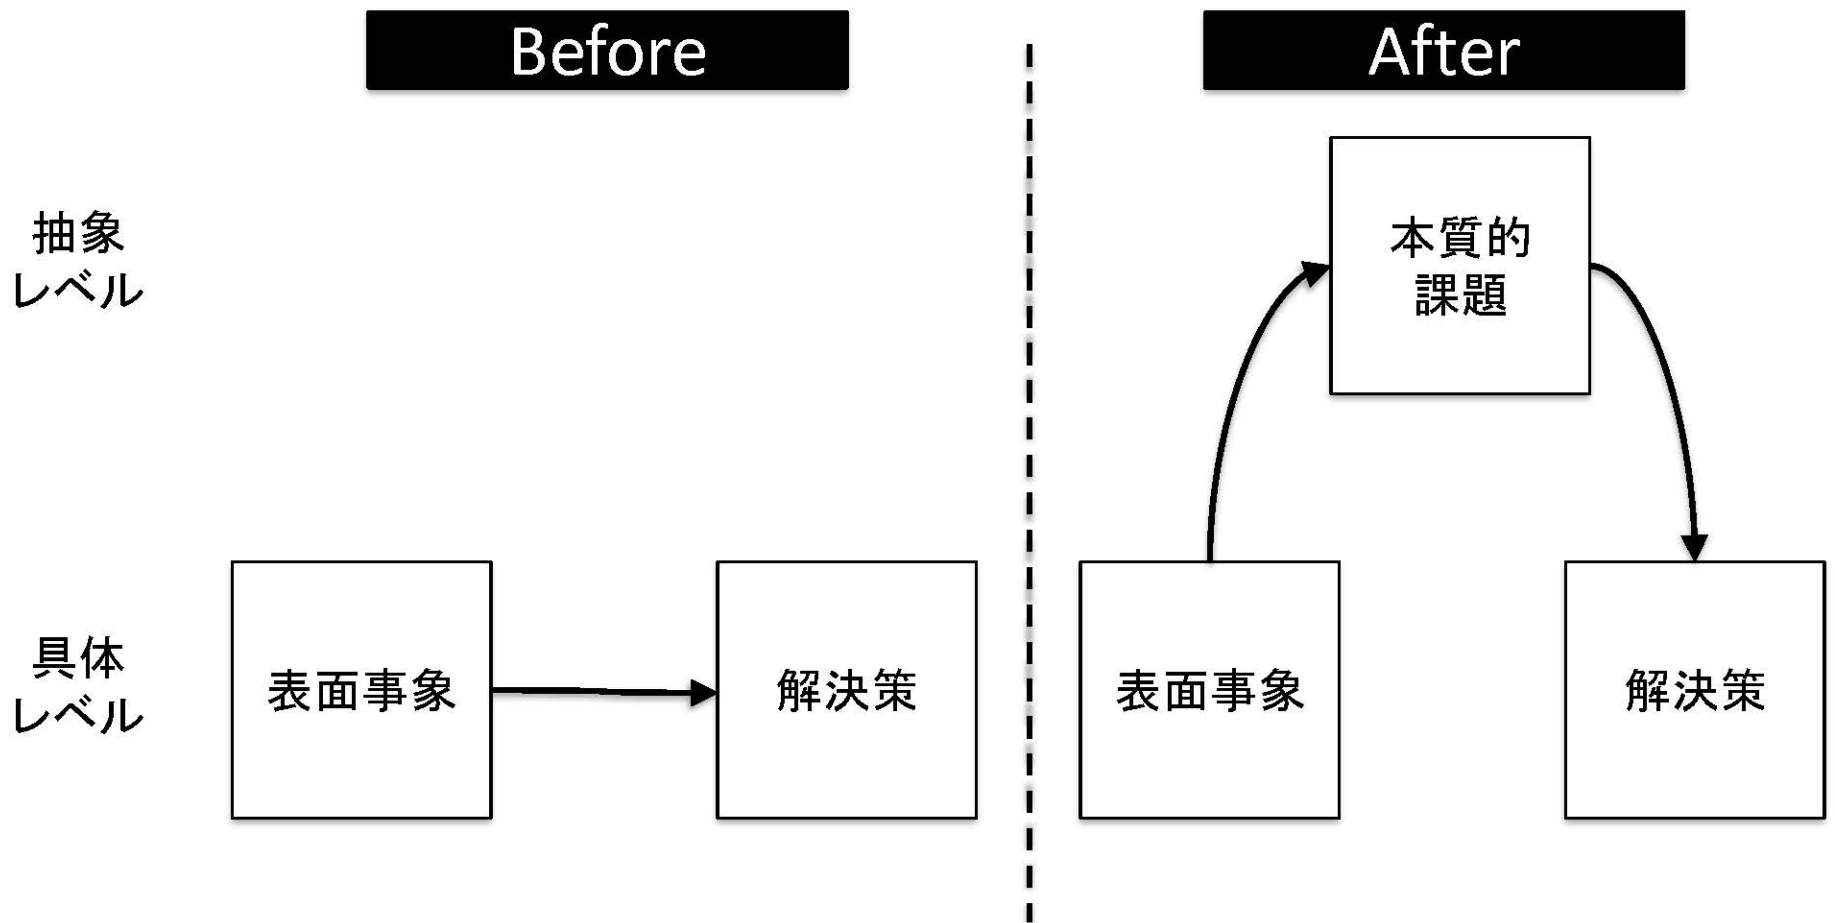 Before
After
抽象
レベル
本質的
課題
具体
レベル
表面事象
解決策
表面事象
解決策